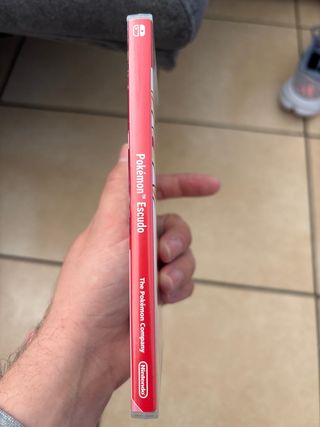 Pokémon™ Escudo
The Pokémon Company
Nintendo